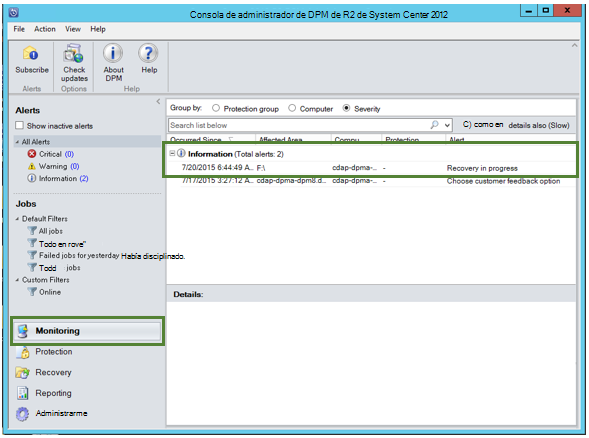 Consola de administrador de DPM de R2 de System Center 2012
File Action View Help
Subscribe
Check updates
About DPM
Help
Alerts Options Help
Alerts
Show inactive alerts
All Alerts
Critical (0)
Warning (0)
Information (2)
Jobs
Default Filters
All jobs
Todo en rove"
Failed jobs for yesterday Había disciplinado.
Todd jobs
Custom Filters
Online
Monitoring
Protection
Recovery
Reporting
Administrarme
Group by: Protection group Computer Severity
Search list below
C) como en details also (Slow)
Occurred Since Affected Area Compu... Protection Alert
Information (Total alerts: 2)
7/20/2015 6:44:49 A.. F:\ cdap-dpma-... - Recovery in progress
7/17/2015 3:27:12 A.. cdap-dpma-dpm8.d... cdap-dpma-... - Choose customer feedback option
Details: